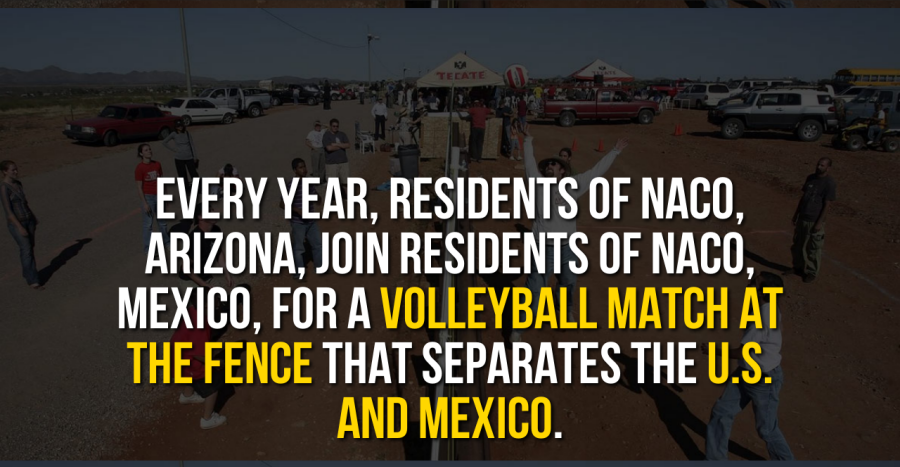 TECATE
EVERY YEAR, RESIDENTS OF NACO,
ARIZONA, JOIN RESIDENTS OF NACO,
MEXICO, FOR A VOLLEYBALL MATCH AT
THE FENCE THAT SEPARATES THE U.S.
AND MEXICO.